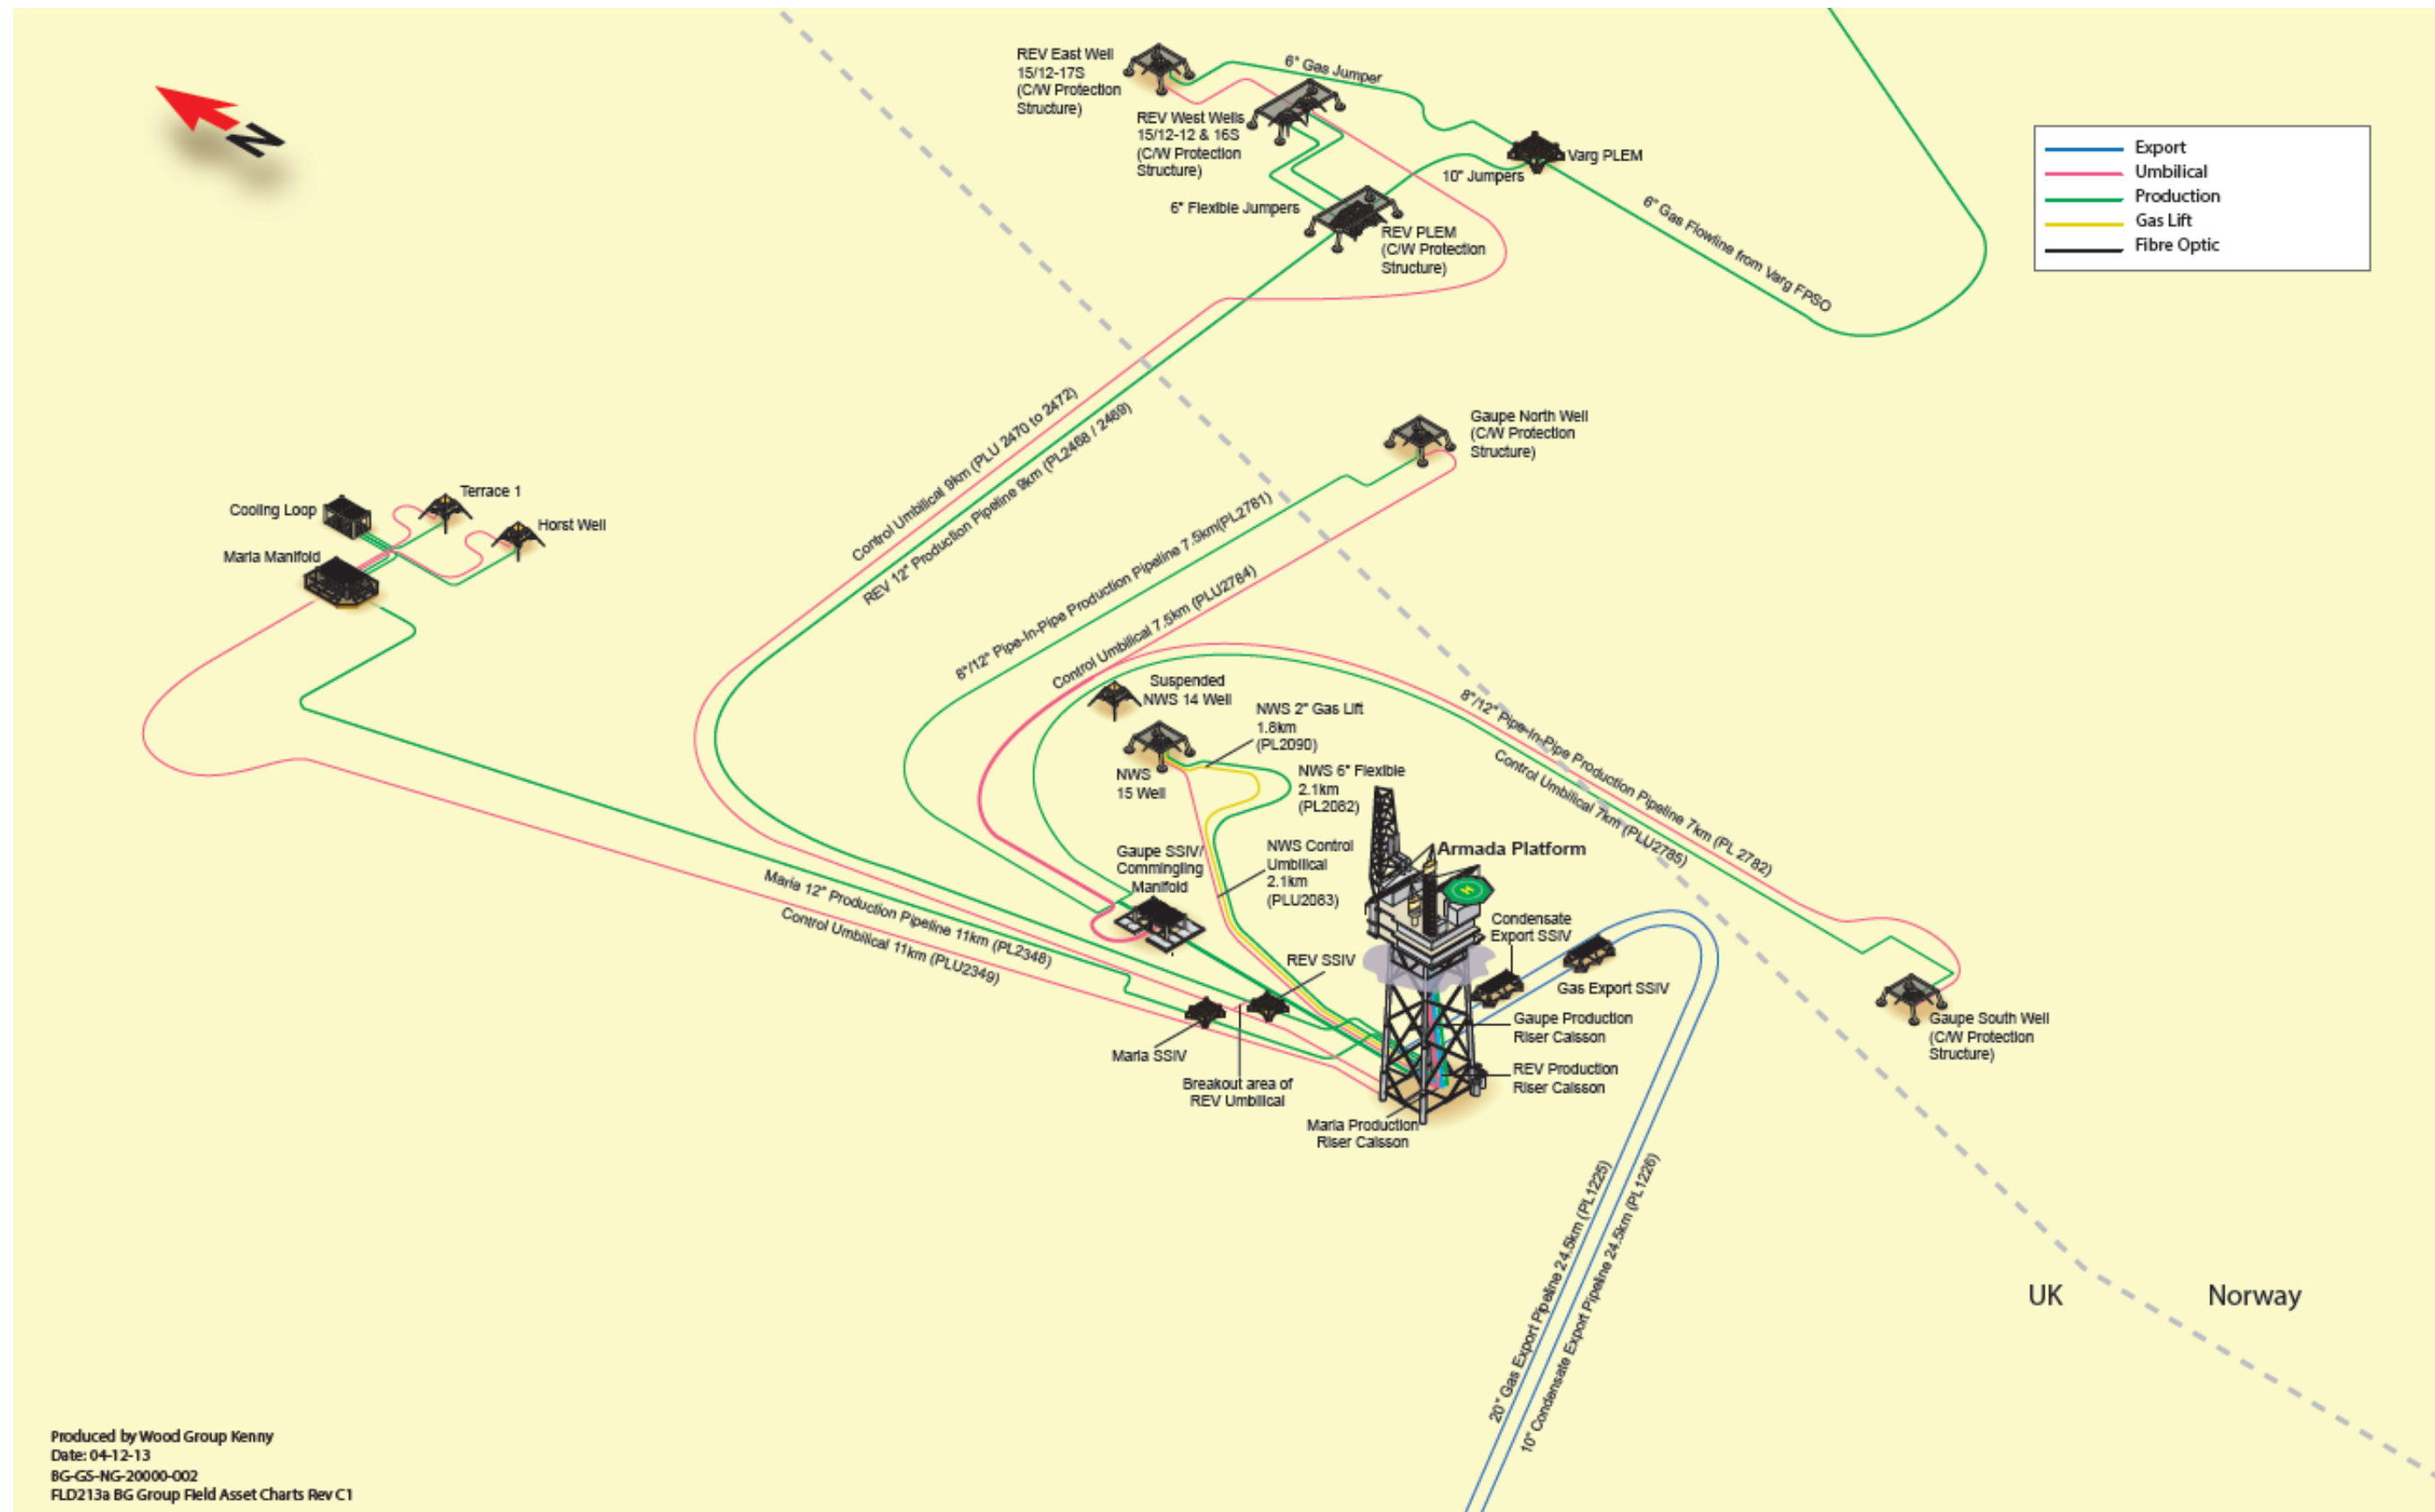 REV East Well
15/12-17S
(C/W Protection
Structure)
6" Gas Jumper
REV West Wells
15/12-12 & 16S
(C/W Protection
Structure)
Varg PLEM
10" Jumpers
6" Flexible Jumpers
REV PLEM
(C/W Protection
Structure)
6" Gas Flowline from Varg FPSO
Export
Umbilical
Production
Gas Lift
Fibre Optic
N
Control Umbilical 9km (PLU 2470 to 2472)
REV 12" Production Pipeline 9km (PL2468 / 2469)
Gaupe North Well
(C/W Protection
Structure)
8"/12" Pipe-In-Pipe Production Pipeline 7.5km(PL2781)
Control Umbilical 7.5km (PLU2784)
Cooling Loop
Terrace 1
Horst Well
Maria Manifold
Suspended
NWS 14 Well
NWS 2" Gas Lift
1.8km
(PL2090)
NWS
15 Well
NWS 6" Flexible
2.1km
(PL2082)
NWS Control
Umbilical
2.1km
(PLU2083)
8"/12" Pipe-In-Pipe Production Pipeline 7km (PL 2782)
Control Umbilical 7km (PLU2785)
Gaupe SSIV/
Commingling
Manifold
Armada Platform
H
Condensate
Export SSIV
Gas Export SSIV
REV SSIV
Maria 12" Production Pipeline 11km (PL2348)
Control Umbilical 11km (PLU2349)
Maria SSIV
Breakout area of
REV Umbilical
Gaupe Production
Riser Caisson
REV Production
Riser Caisson
Maria Production
Riser Caisson
Gaupe South Well
(C/W Protection
Structure)
20" Gas Export Pipeline 24.5km (PL1225)
10" Condensate Export Pipeline 24.5km (PL1226)
UK
Norway
Produced by Wood Group Kenny
Date: 04-12-13
BG-GS-NG-20000-002
FLD213a BG Group Field Asset Charts Rev C1